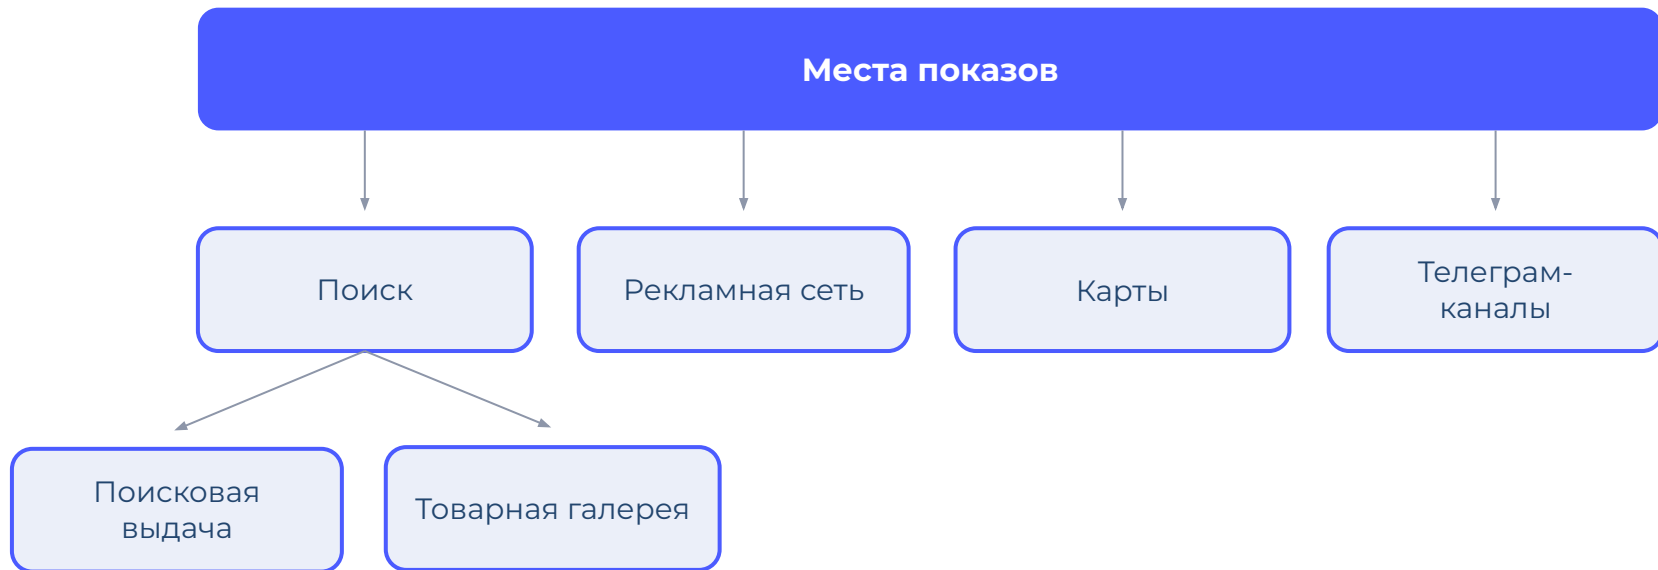 Места показов
Поиск
Рекламная сеть
Карты
Телеграм-
каналы
Поисковая
выдача
Товарная галерея